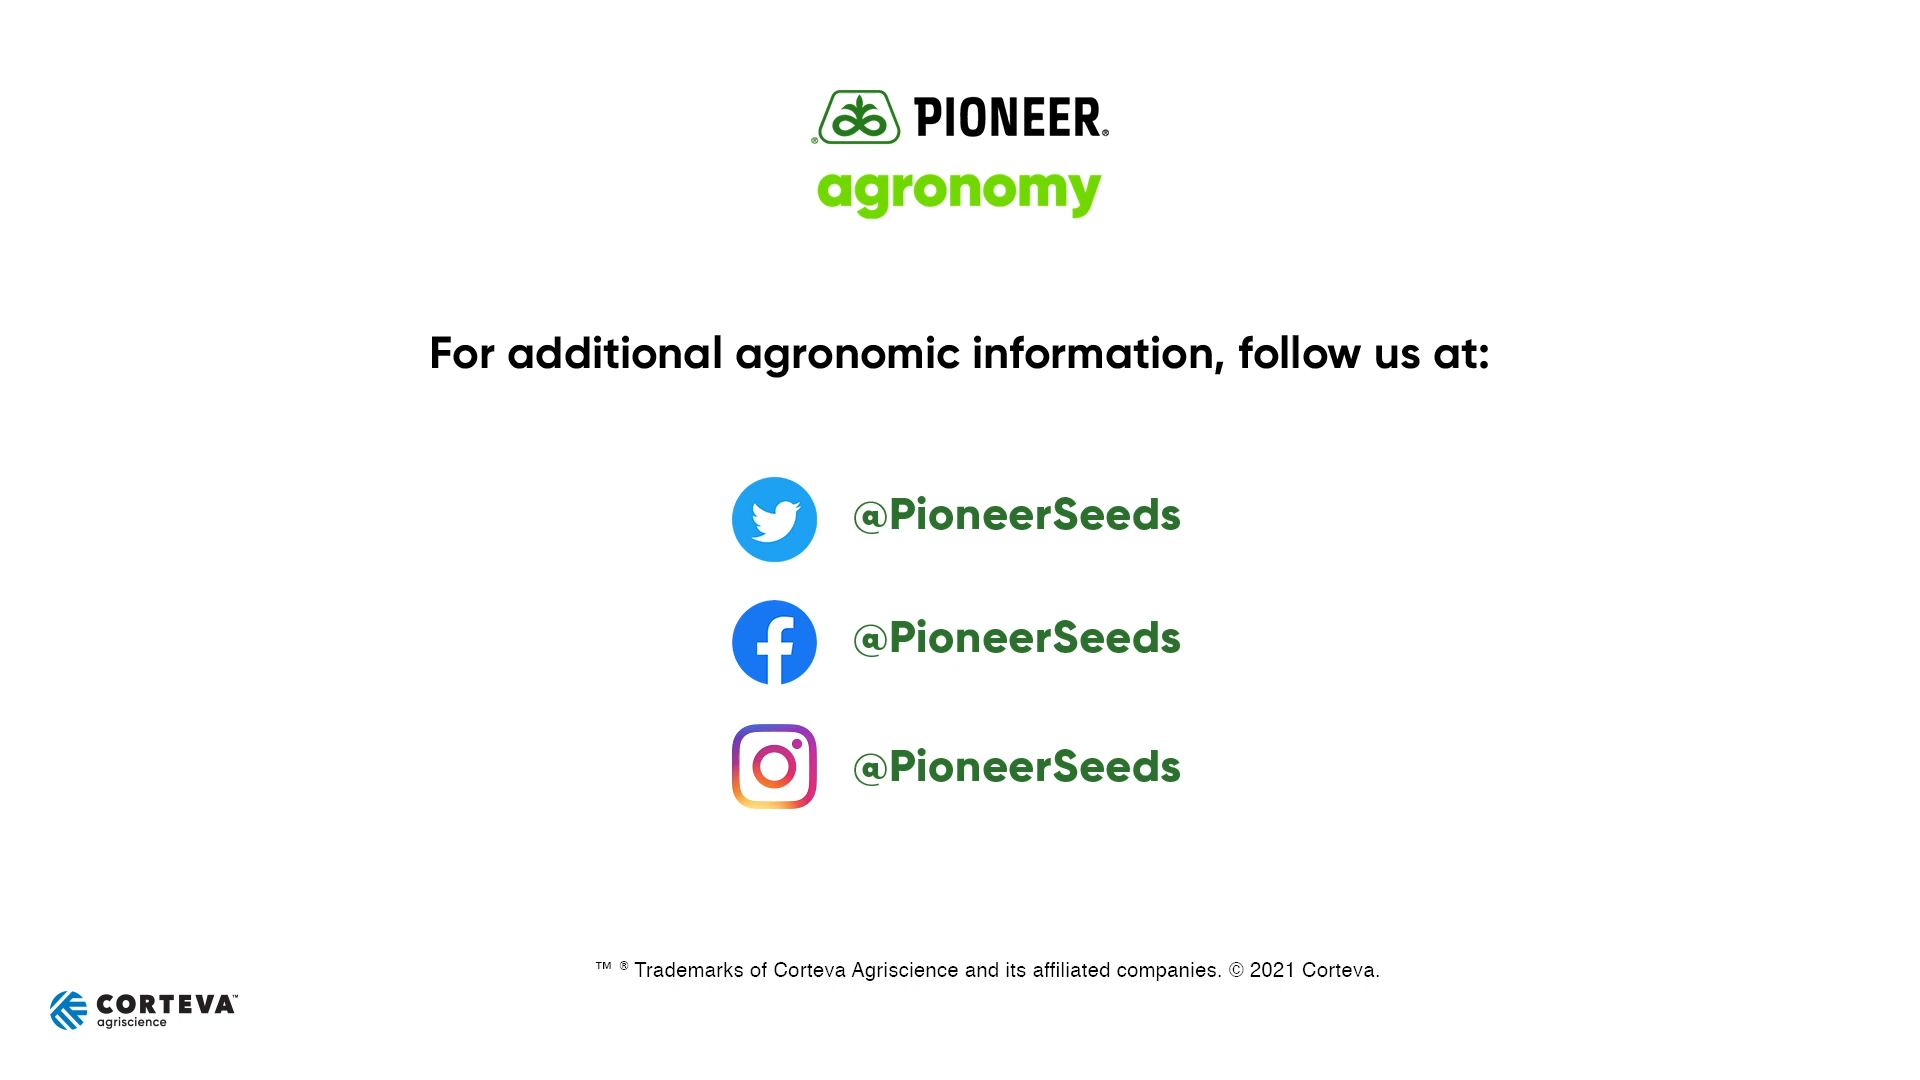 PIONEER®
agronomy
For additional agronomic information, follow us at:
@PioneerSeeds
@PioneerSeeds
@PioneerSeeds
™ ® Trademarks of Corteva Agriscience and its affiliated companies. © 2021 Corteva.
CORTEVA™
agriscience